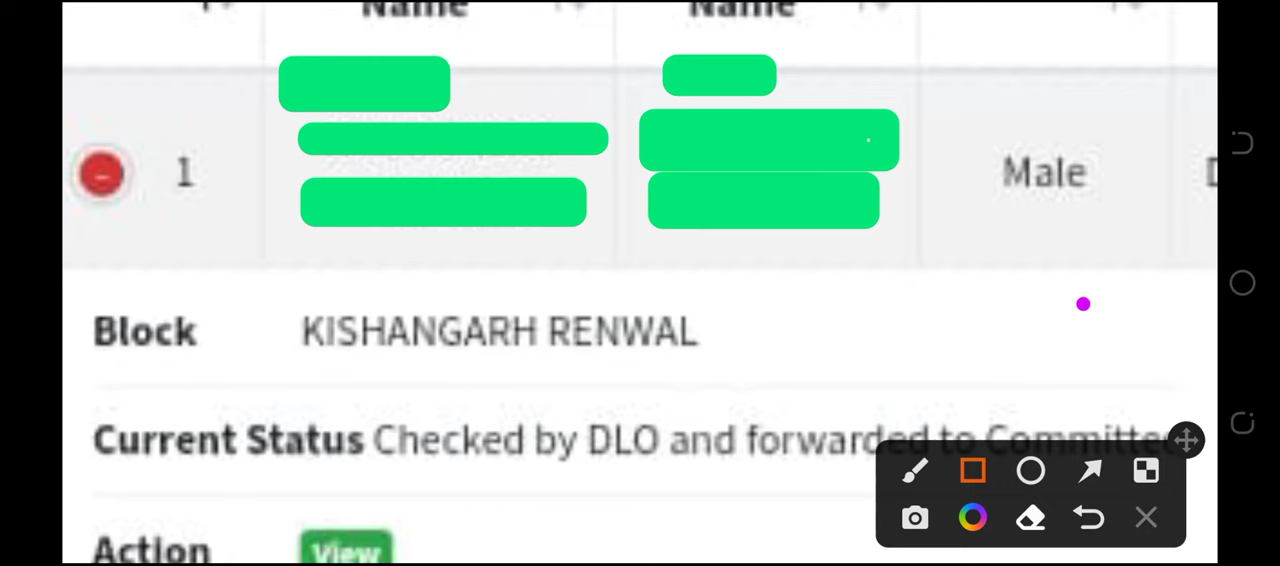 Name Name
1 Male
Block KISHANGARH RENWAL
Current Status Checked by DLO and forwarded to Committee
Action View